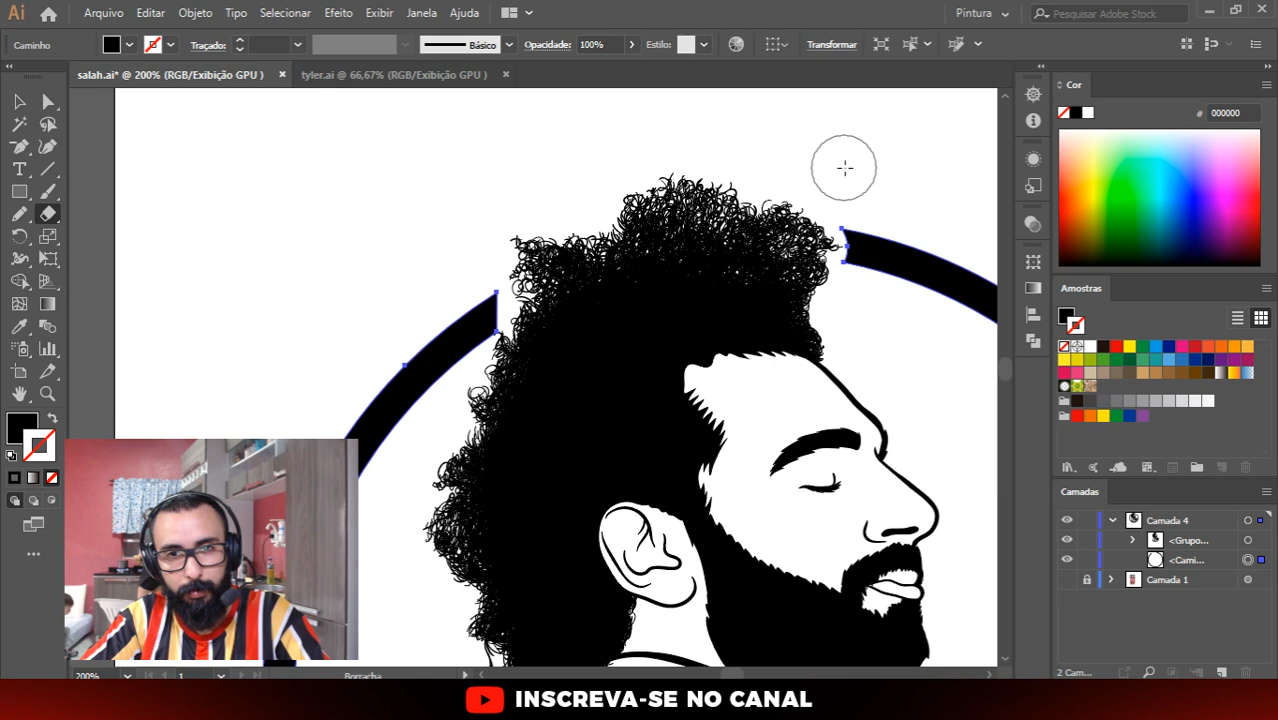 Ai Arquivo Editar Objeto Tipo Selecionar Efeito Exibir Janela Ajuda Pintura Pesquisar Adobe Stock
Caminho Traçado: Básico Opacidade: 100% Estilo: Transformar
salah.ai* @ 200% (RGB/Exibição GPU ) × tyler.ai @ 66,67% (RGB/Exibição GPU ) ×
Cor
# 000000
Amostras
Camadas
Camada 4
<Grupo...
<Cami...
Camada 1
200% 1 Borracha 2 Cam...
INSCREVA-SE NO CANAL